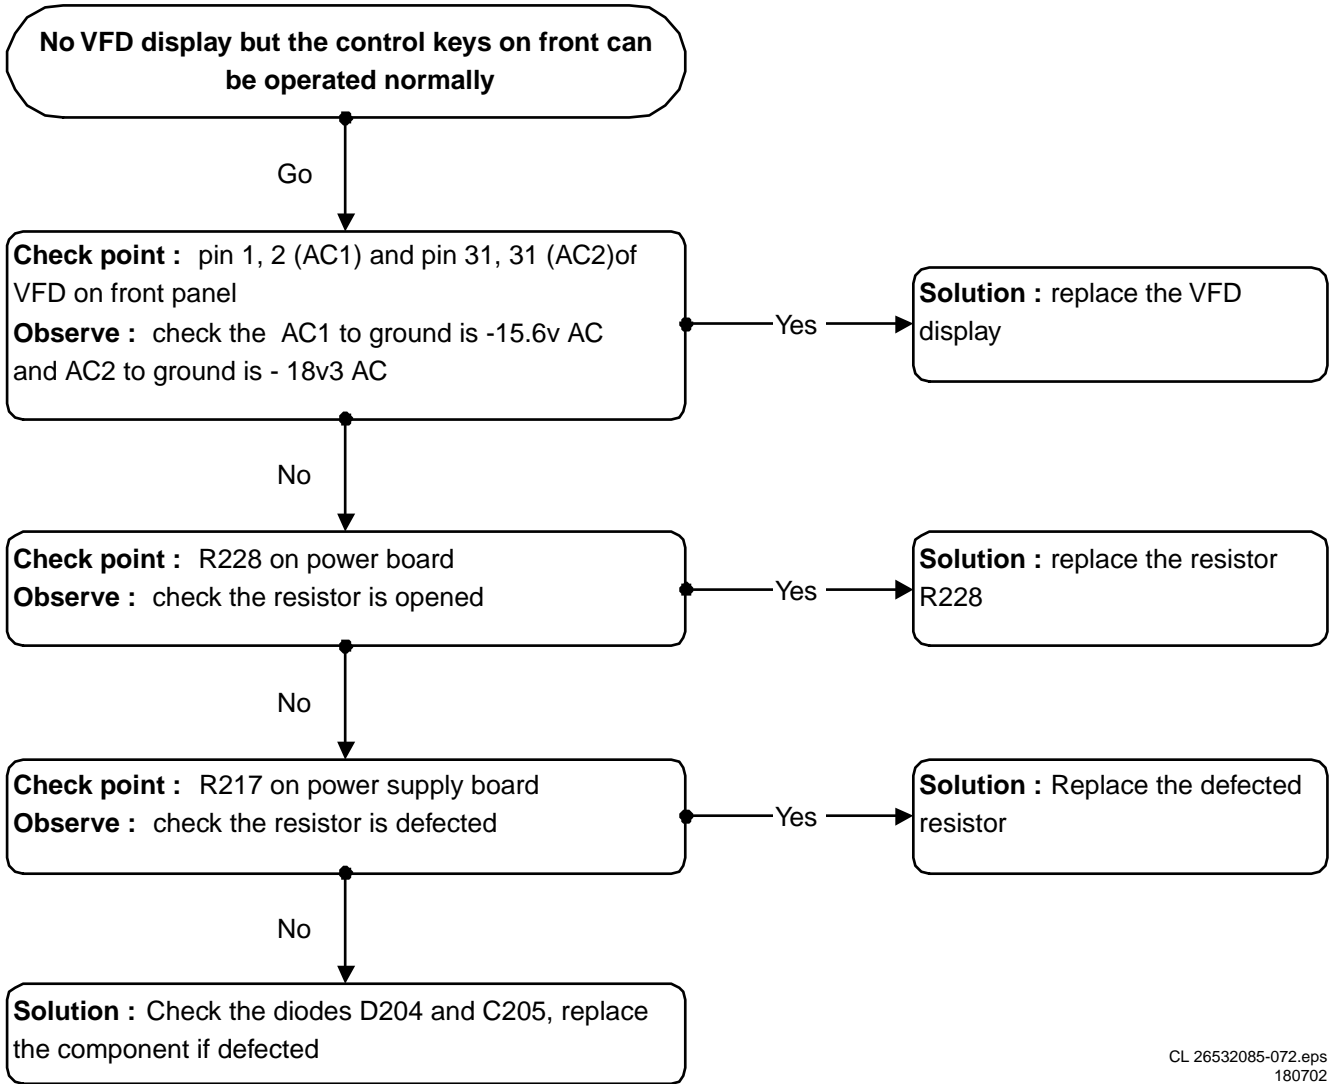 No VFD display but the control keys on front can
be operated normally
Go
Check point : pin 1, 2 (AC1) and pin 31, 31 (AC2)of
VFD on front panel
Observe : check the AC1 to ground is -15.6v AC
and AC2 to ground is - 18v3 AC
Yes
Solution : replace the VFD
display
No
Check point : R228 on power board
Observe : check the resistor is opened
Yes
Solution : replace the resistor
R228
No
Check point : R217 on power supply board
Observe : check the resistor is defected
Yes
Solution : Replace the defected
resistor
No
Solution : Check the diodes D204 and C205, replace
the component if defected
CL 26532085-072.eps
180702